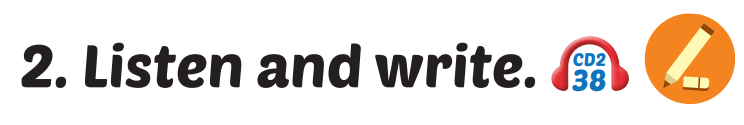 2. Listen and write. CD2
38